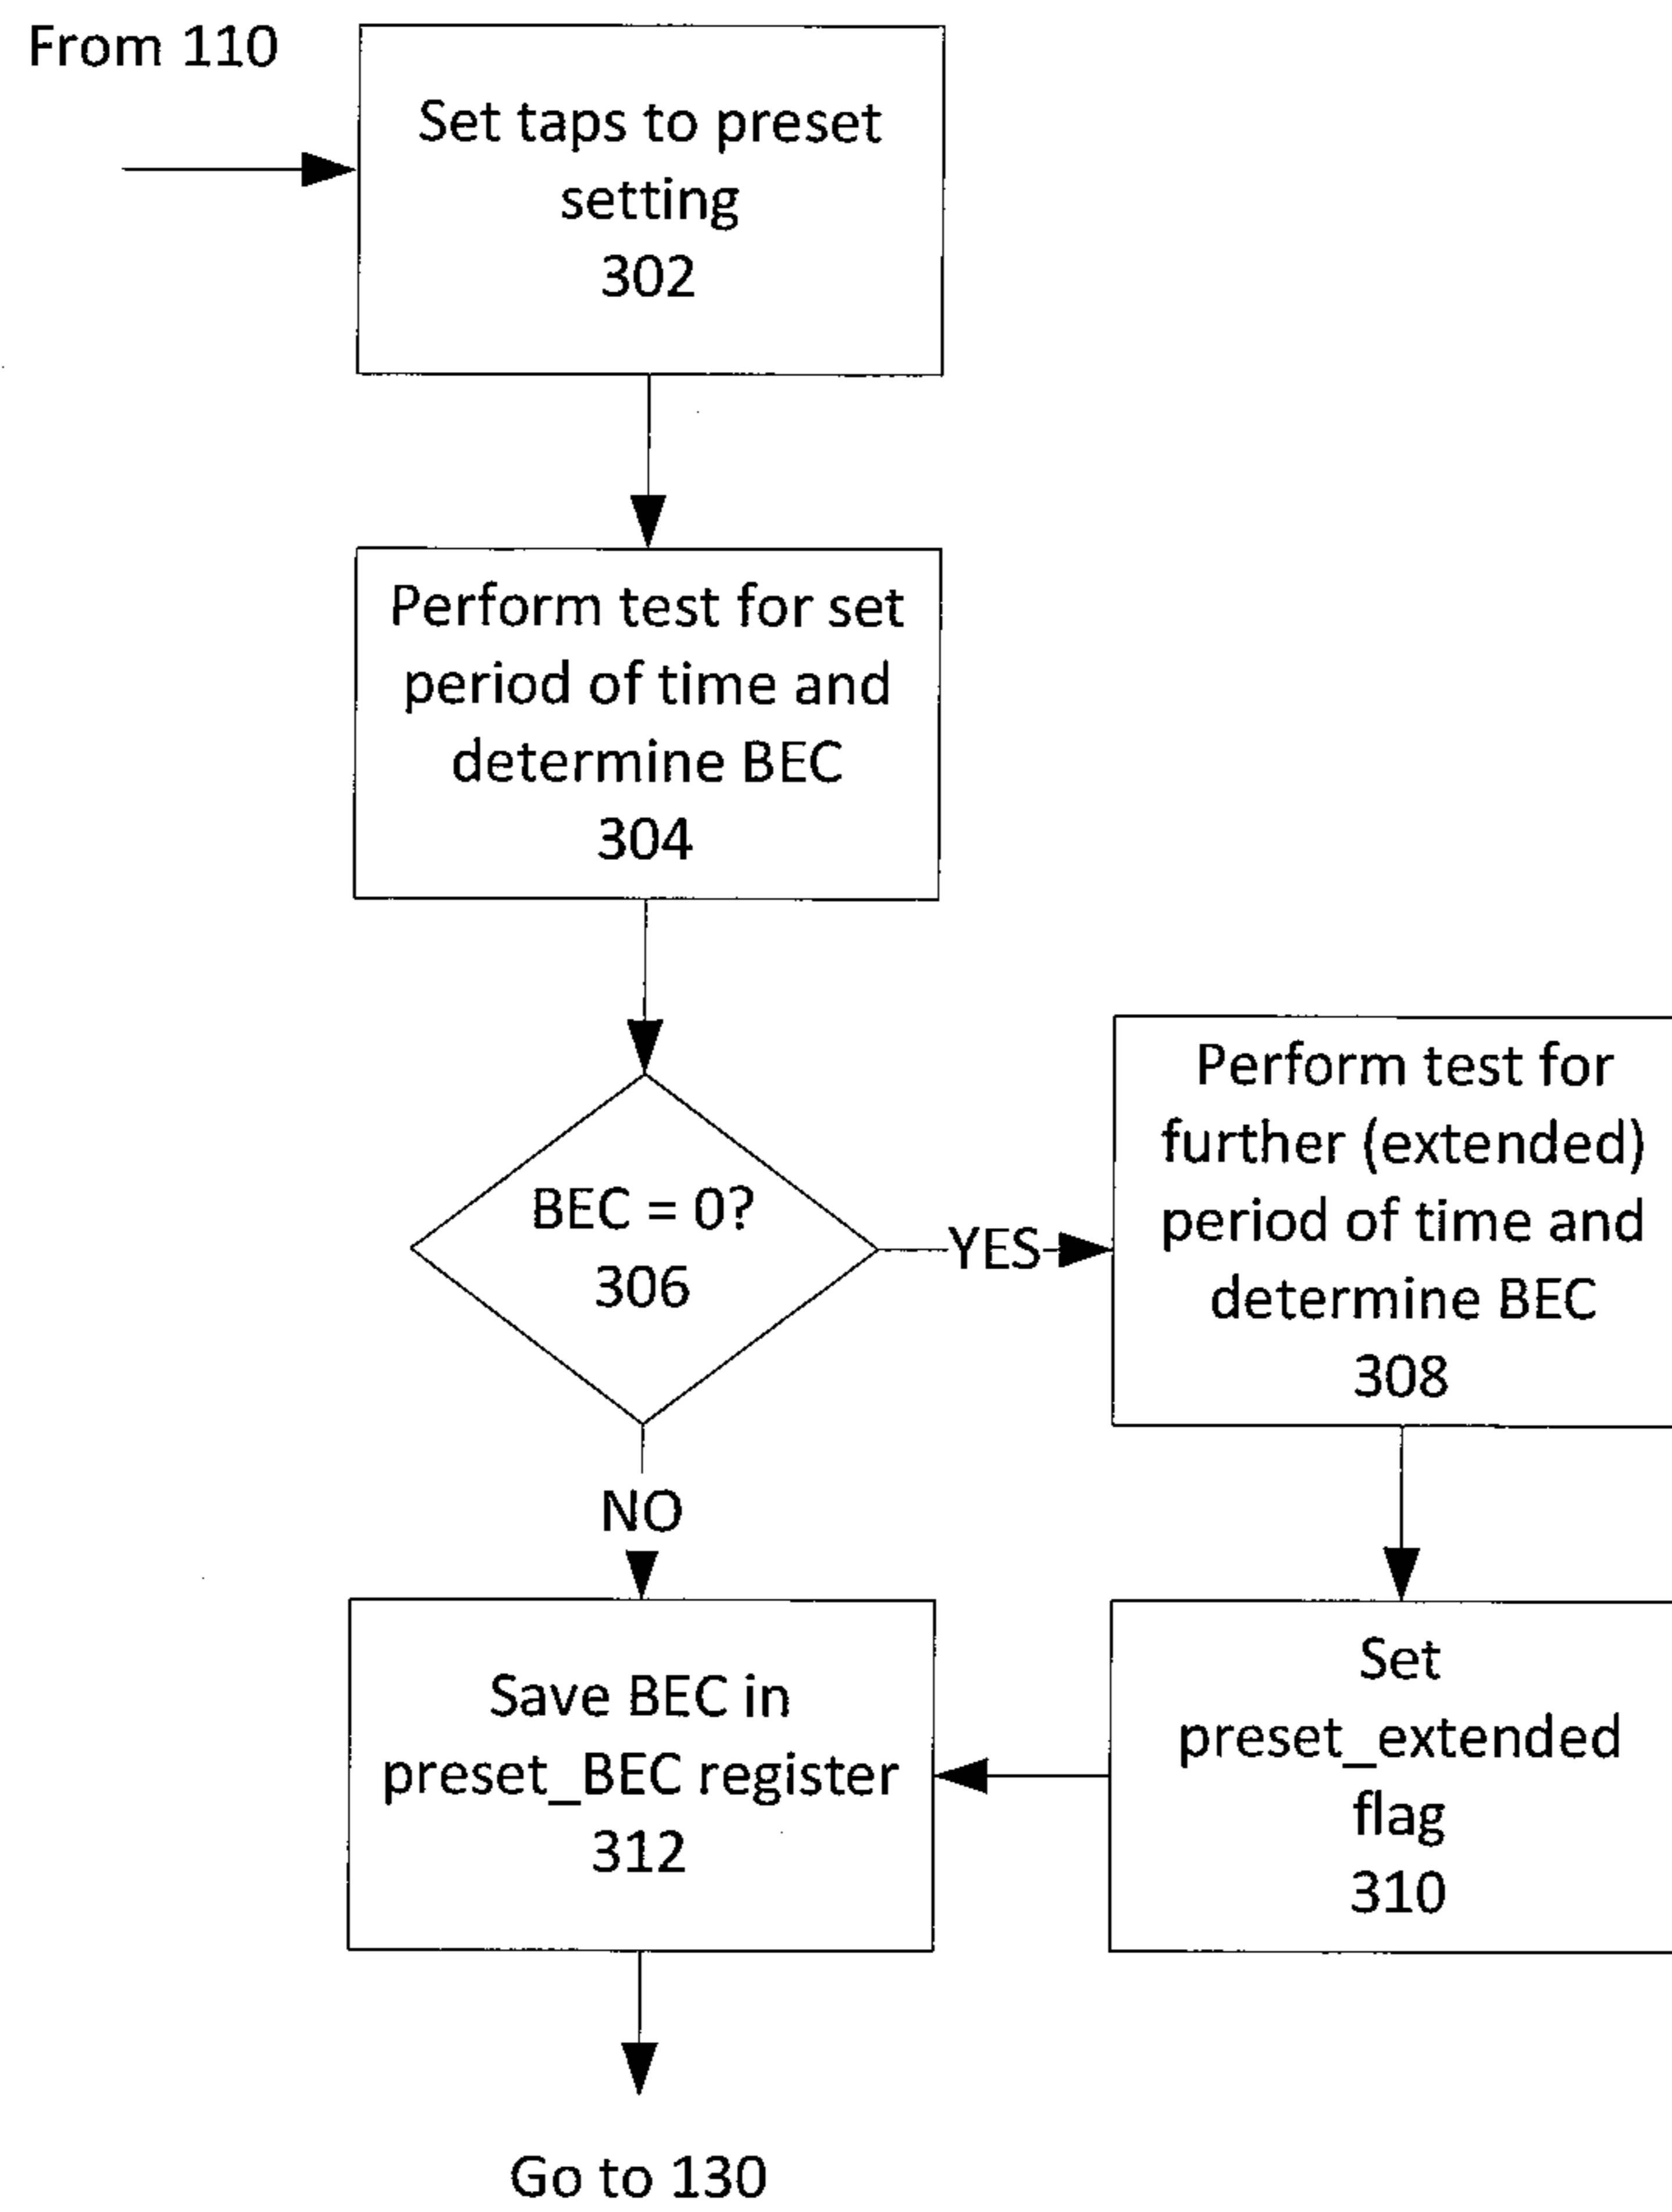 From 110
Set taps to preset
setting
302
Perform test for set
period of time and
determine BEC
304
BEC = 0?
306
YES
Perform test for
further (extended)
period of time and
determine BEC
308
NO
Set
preset_extended
flag
310
Save BEC in
preset_BEC register
312
Go to 130